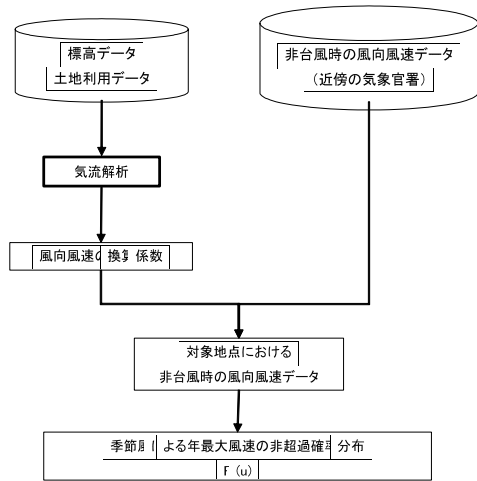 標高データ
土地利用データ
非台風時の風向風速データ
（近傍の気象官署）
気流解析
風向風速の換算係数
対象地点における
非台風時の風向風速データ
季節風による年最大風速の非超過確率分布
F（u）